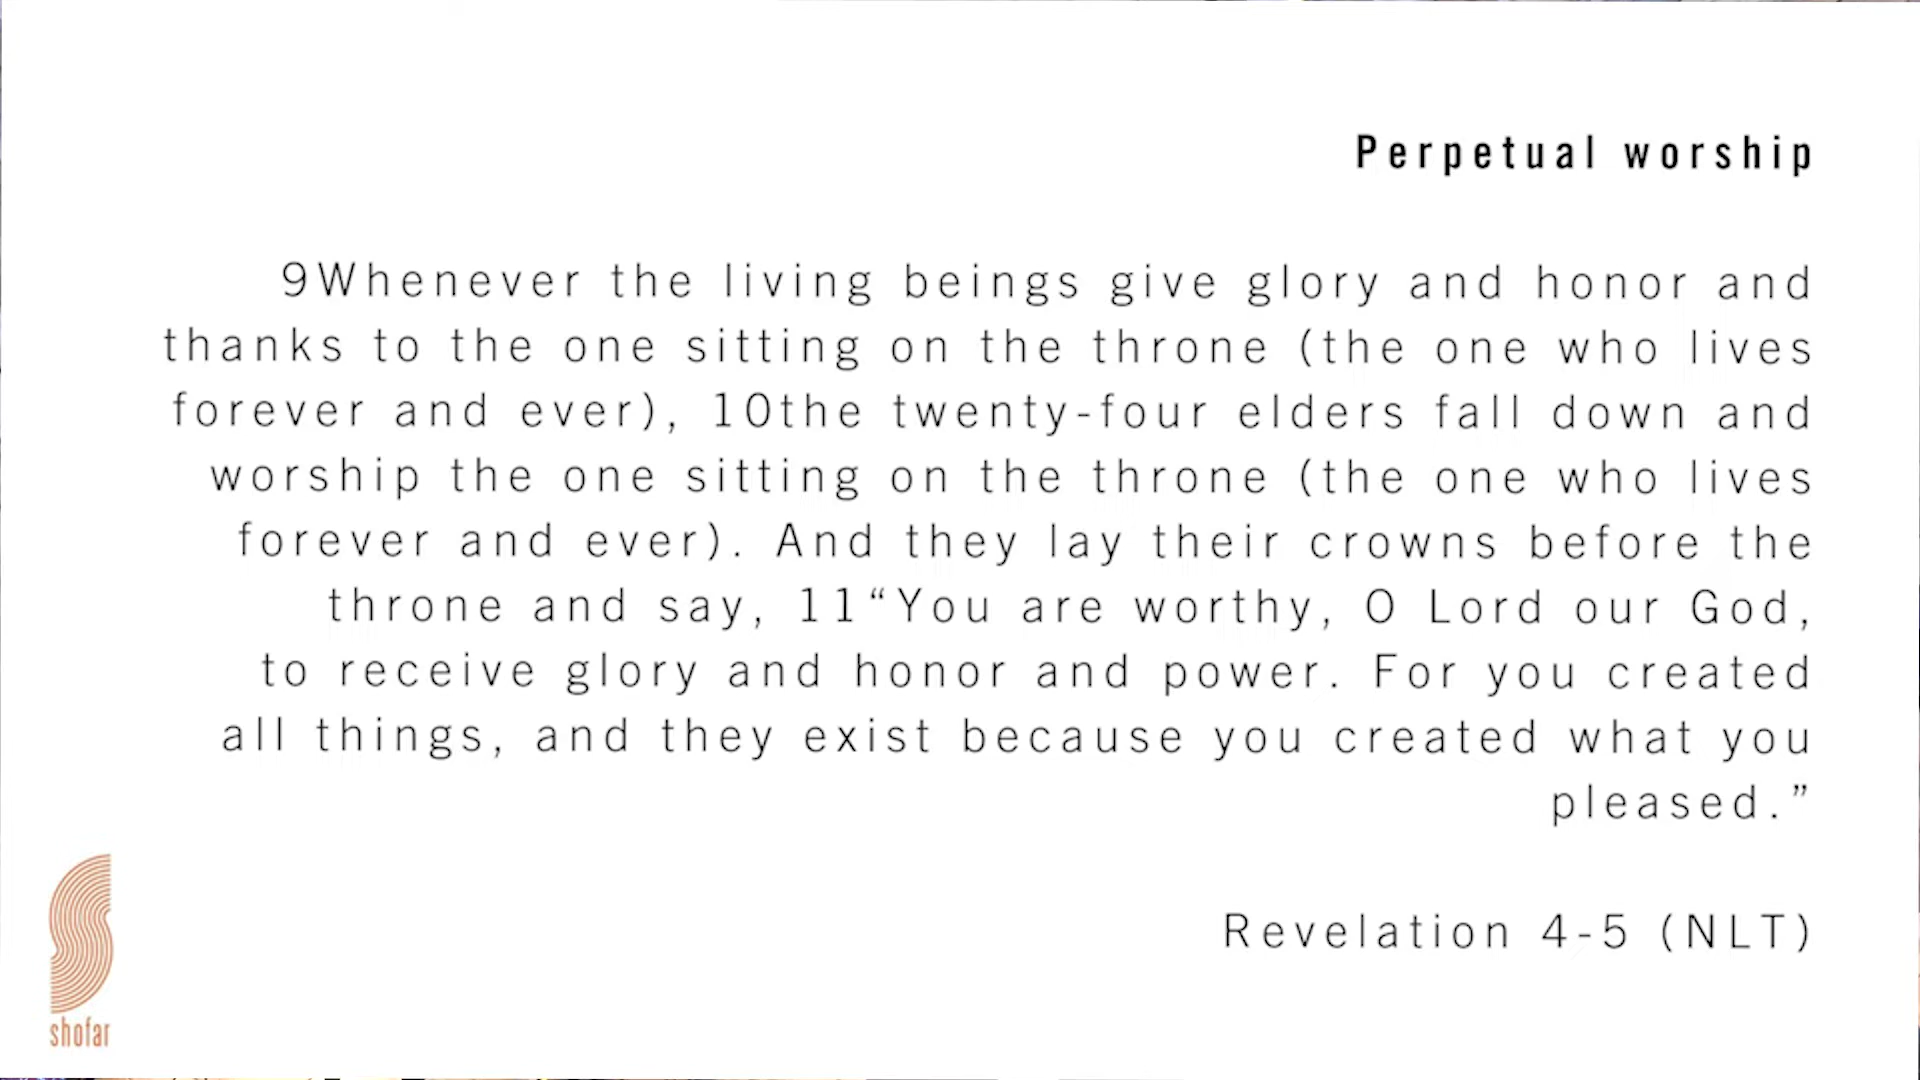 Perpetual worship
9Whenever the living beings give glory and honor and
thanks to the one sitting on the throne (the one who lives
forever and ever), 10the twenty-four elders fall down and
worship the one sitting on the throne (the one who lives
forever and ever). And they lay their crowns before the
throne and say, 11“You are worthy, O Lord our God,
to receive glory and honor and power. For you created
all things, and they exist because you created what you
pleased.”
Revelation 4-5 (NLT)
shofar